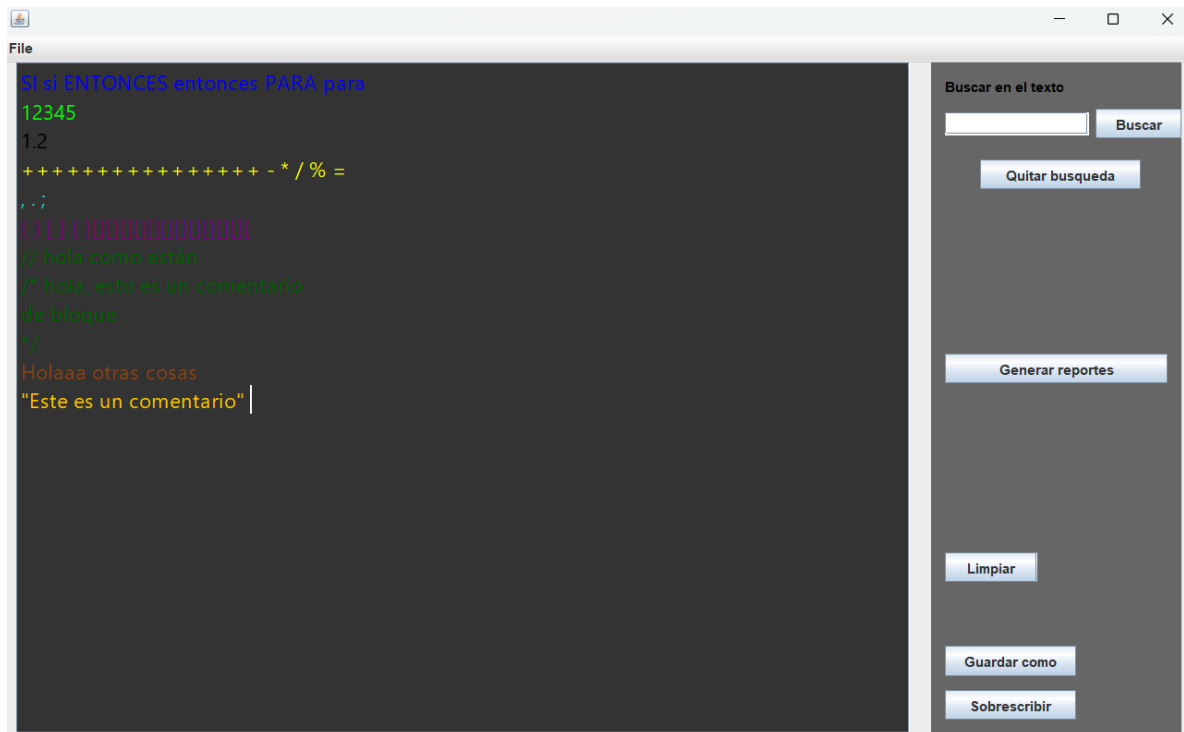 File
SI si ENTONCES entonces PARA para
12345
1.2
+ + + + + + + + + + + + + + + + - * / % =
, . ;
// hola como están
/* hola, esto es un comentario
de bloque
*/
Holaaa otras cosas
"Este es un comentario"
Buscar en el texto
Buscar
Quitar busqueda
Generar reportes
Limpiar
Guardar como
Sobrescribir